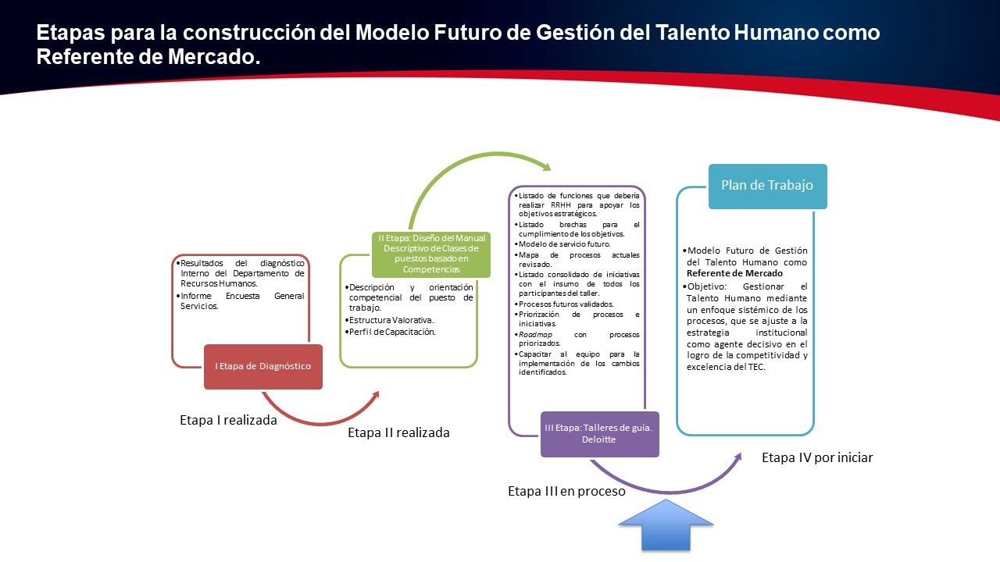 Etapas para la construcción del Modelo Futuro de Gestión del Talento Humano como
Referente de Mercado.
•Resultados del diagnóstico
Interno del Departamento de
Recursos Humanos.
•Informe Encuesta General
Servicios.
I Etapa de Diagnóstico
Etapa I realizada
II Etapa: Diseño del Manual
Descriptivo de Clases de
puestos basado en
Competencias
•Descripción y orientación
competencial del puesto de
trabajo.
•Estructura Valorativa.
•Perfil de Capacitación.
Etapa II realizada
•Listado de funciones que debería
realizar RRHH para apoyar los
objetivos estratégicos.
•Listado brechas para el
cumplimiento de los objetivos.
•Modelo de servicio futuro.
•Mapa de procesos actuales
revisado.
•Listado consolidado de iniciativas
con el insumo de todos los
participantes del taller.
•Procesos futuros validados.
•Priorización de procesos e
iniciativas.
•Roadmap con procesos
priorizados.
•Capacitar al equipo para la
implementación de los cambios
identificados.
III Etapa: Talleres de guía.
Deloitte
Etapa III en proceso
Plan de Trabajo
•Modelo Futuro de Gestión
del Talento Humano como
Referente de Mercado
•Objetivo: Gestionar el
Talento Humano mediante
un enfoque sistémico de los
procesos, que se ajuste a la
estrategia institucional
como agente decisivo en el
logro de la competitividad y
excelencia del TEC.
Etapa IV por iniciar